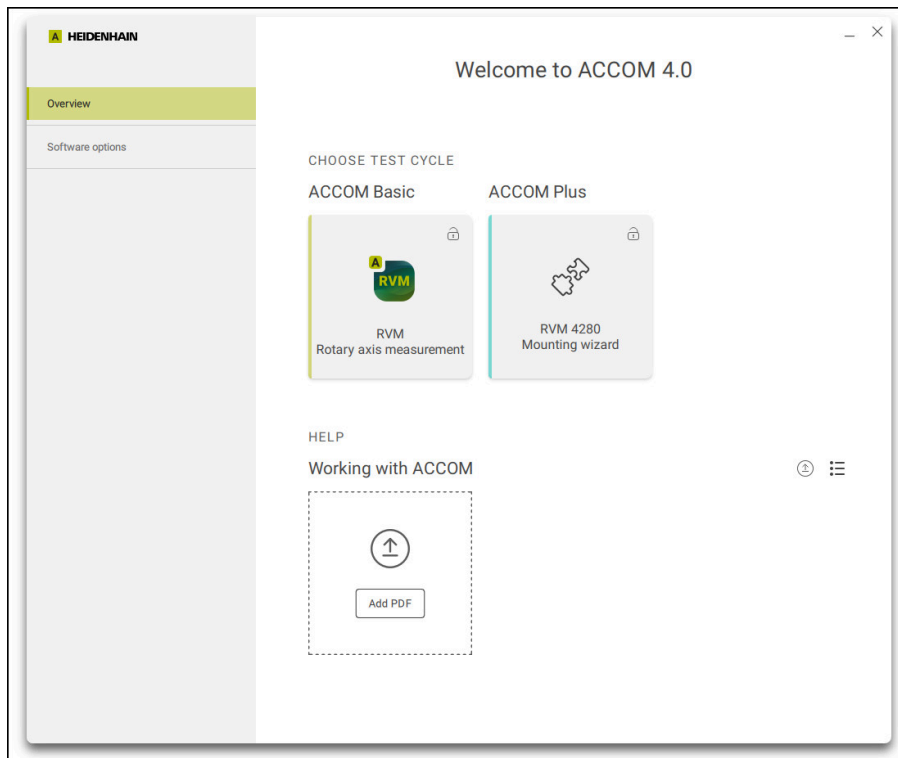 A HEIDENHAIN
Welcome to ACCOM 4.0
Overview
Software options
CHOOSE TEST CYCLE
ACCOM Basic
ACCOM Plus
A
RVM
RVM
Rotary axis measurement
RVM 4280
Mounting wizard
HELP
Working with ACCOM
Add PDF